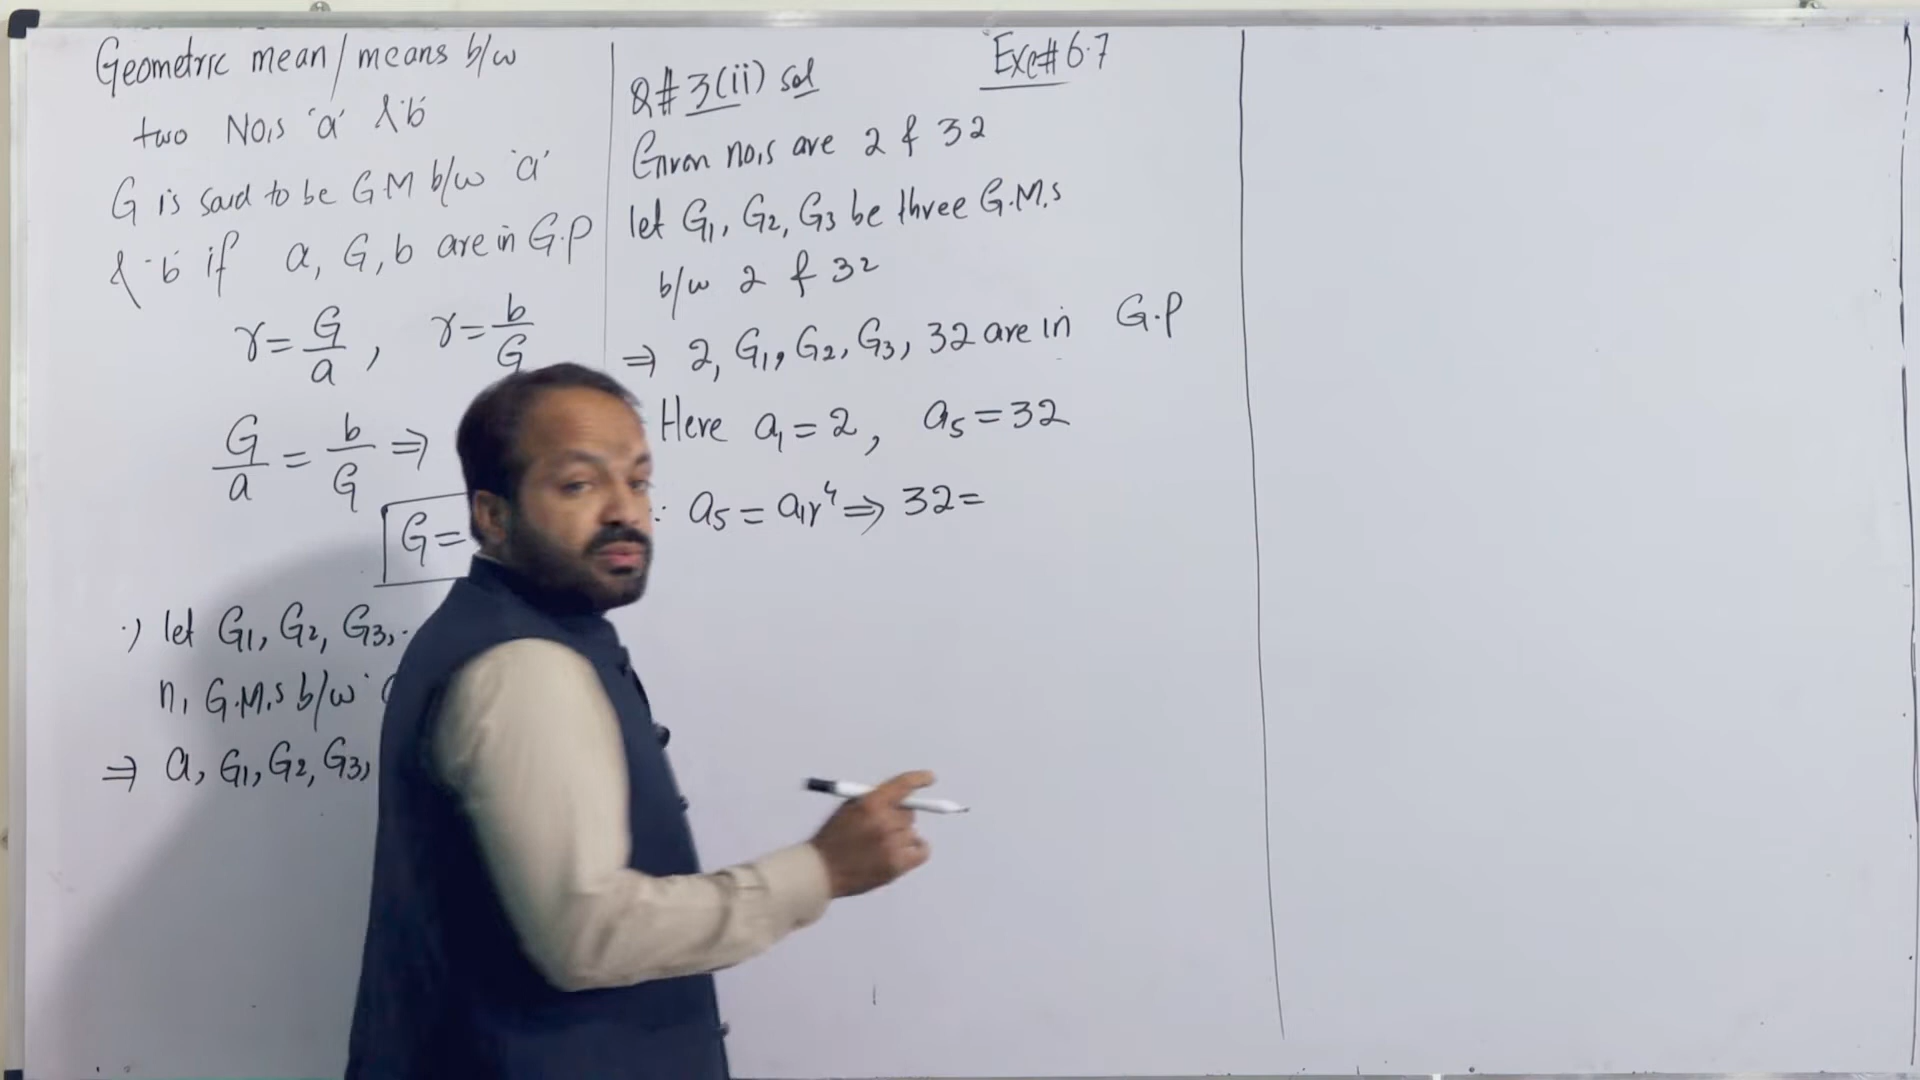 Geometric mean/means b/w
two No,s 'a' & 'b'
G is said to be G.M b/w 'a'
& 'b' if a, G, b are in G.P
r = G/a , r = b/G
G/a = b/G ⇒
G =
·) let G1, G2, G3, .
n, G.M,s b/w '
⇒ a, G1, G2, G3,
Exe# 6.7
Q# 3(ii) sol
Given no,s are 2 & 32
let G1, G2, G3 be three G.M,s
b/w 2 & 32
⇒ 2, G1, G2, G3, 32 are in G.P
Here a1 = 2, a5 = 32
∵ a5 = a1r⁴ ⇒ 32 =